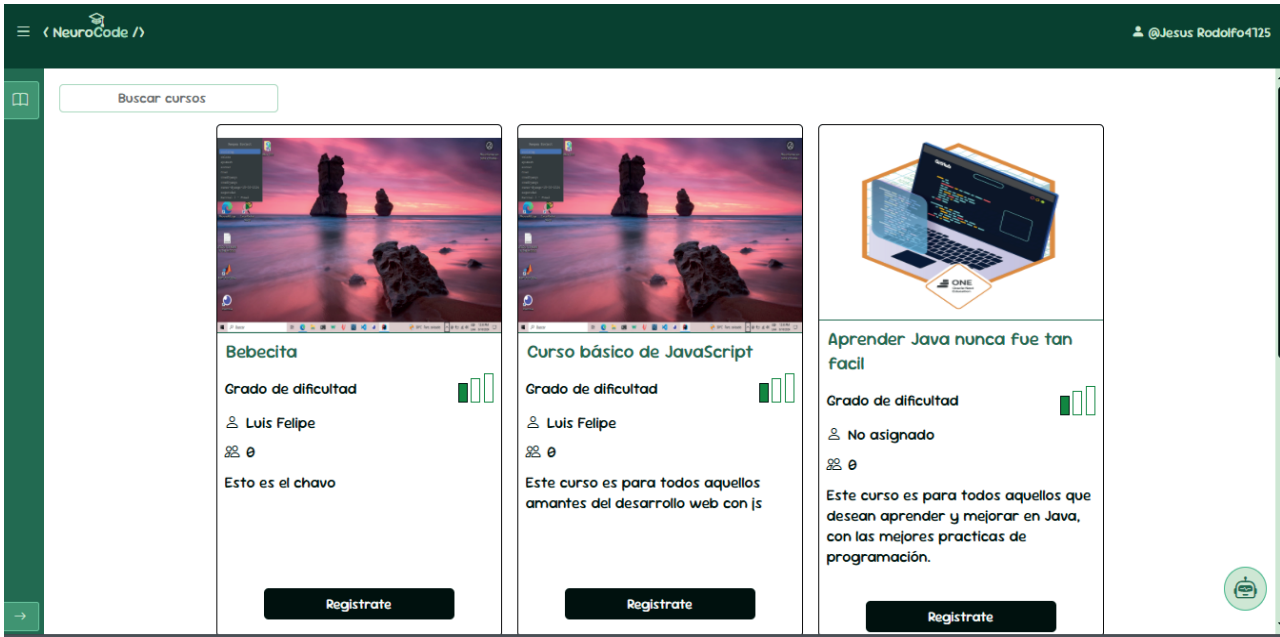 < NeuroCode />
@Jesus Rodolfo4125
Buscar cursos
Bebecita
Grado de dificultad
Luis Felipe
0
Esto es el chavo
Registrate
Curso básico de JavaScript
Grado de dificultad
Luis Felipe
0
Este curso es para todos aquellos
amantes del desarrollo web con js
Registrate
GitHub
ONE
Aprender Java nunca fue tan
facil
Grado de dificultad
No asignado
0
Este curso es para todos aquellos que
desean aprender y mejorar en Java,
con las mejores practicas de
programación.
Registrate